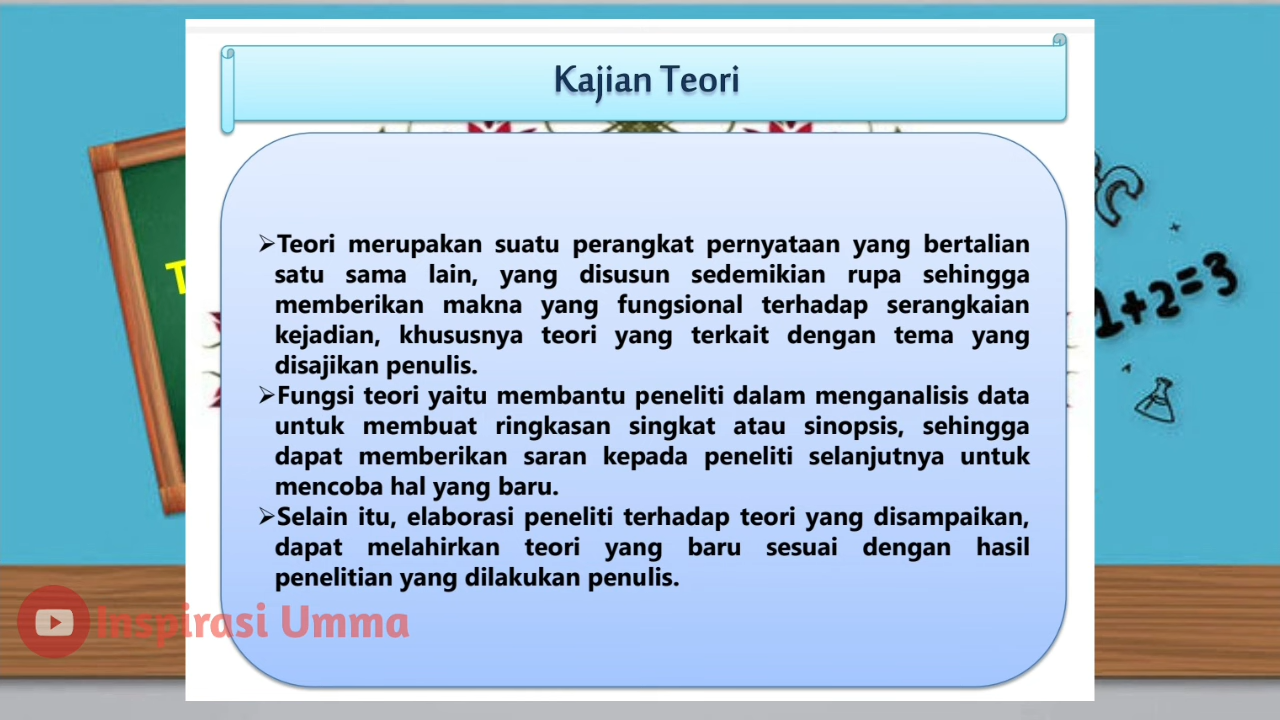 Kajian Teori
➢Teori merupakan suatu perangkat pernyataan yang bertalian
satu sama lain, yang disusun sedemikian rupa sehingga
memberikan makna yang fungsional terhadap serangkaian
kejadian, khususnya teori yang terkait dengan tema yang
disajikan penulis.
➢Fungsi teori yaitu membantu peneliti dalam menganalisis data
untuk membuat ringkasan singkat atau sinopsis, sehingga
dapat memberikan saran kepada peneliti selanjutnya untuk
mencoba hal yang baru.
➢Selain itu, elaborasi peneliti terhadap teori yang disampaikan,
dapat melahirkan teori yang baru sesuai dengan hasil
penelitian yang dilakukan penulis.
T
1+2=3
Inspirasi Umma